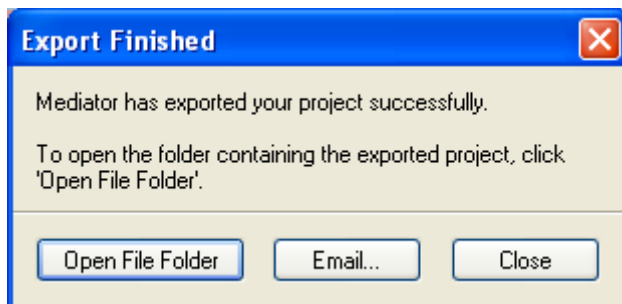 Export Finished
Mediator has exported your project successfully.
To open the folder containing the exported project, click
'Open File Folder'.
Open File Folder
Email...
Close